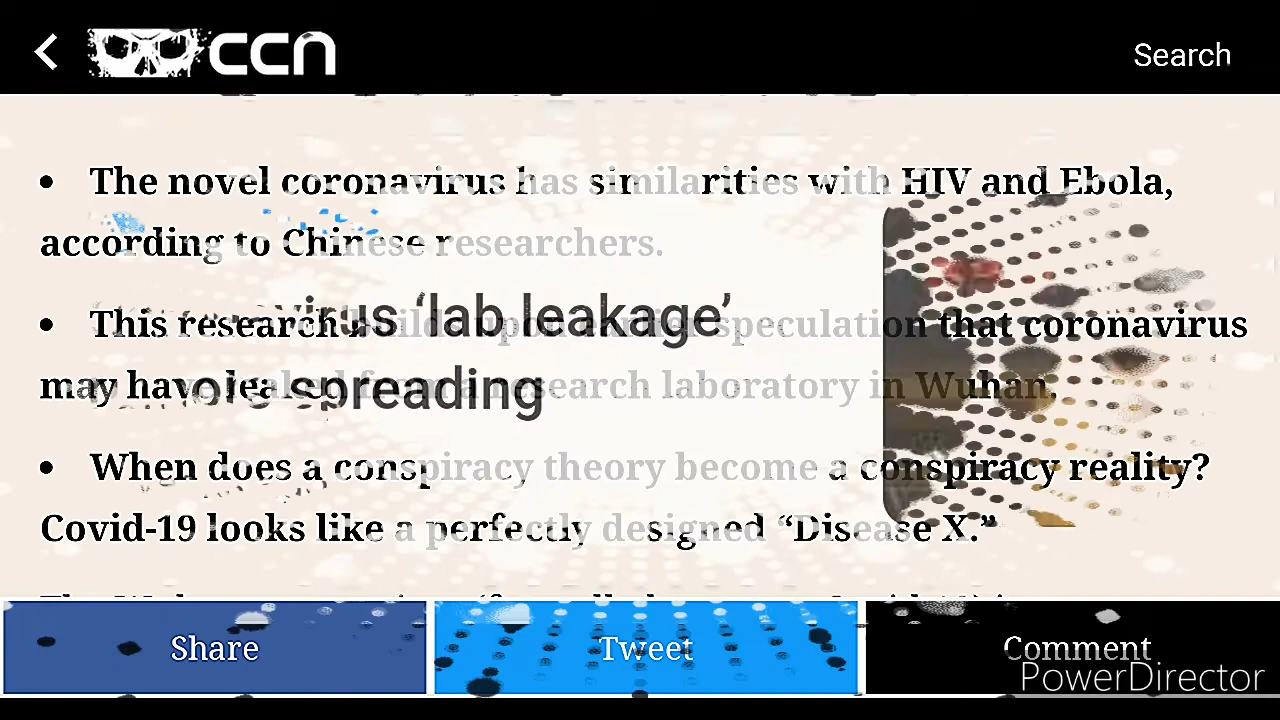 ccn
Search
• The novel coronavirus has similarities with HIV and Ebola,
according to Chinese researchers.
virus ‘lab leakage’
• This research builds upon earlier speculation that coronavirus
spreading
may have leaked from a research laboratory in Wuhan.
• When does a conspiracy theory become a conspiracy reality?
Covid-19 looks like a perfectly designed “Disease X.”
Share
Tweet
Comment
PowerDirector